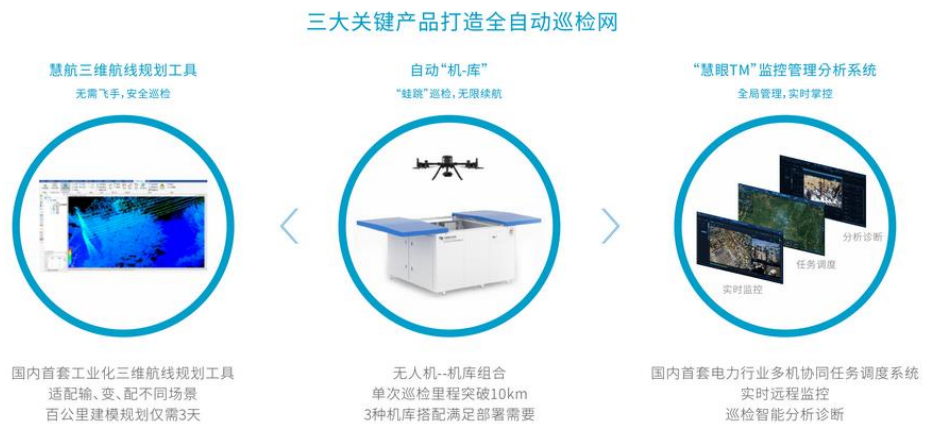 三大关键产品打造全自动巡检网
慧航三维航线规划工具
无需飞手，安全巡检
自动“机-库”
“蛙跳”巡检，无限续航
“慧眼TM”监控管理分析系统
全局管理，实时掌控
实时监控
任务调度
分析诊断
国内首套工业化三维航线规划工具
适配输、变、配不同场景
百公里建模规划仅需3天
无人机--机库组合
单次巡检里程突破10km
3种机库搭配满足部署需要
国内首套电力行业多机协同任务调度系统
实时远程监控
巡检智能分析诊断